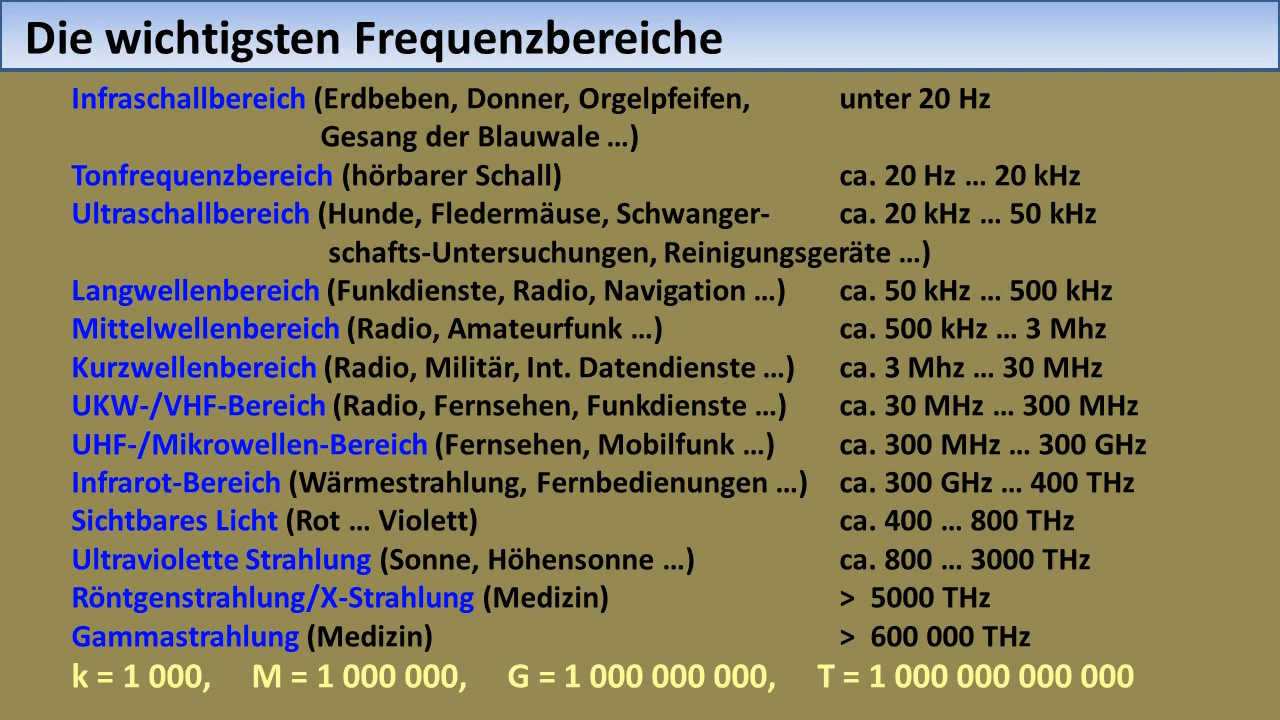 Die wichtigsten Frequenzbereiche
Infraschallbereich (Erdbeben, Donner, Orgelpfeifen, unter 20 Hz
Gesang der Blauwale ...)
Tonfrequenzbereich (hörbarer Schall) ca. 20 Hz ... 20 kHz
Ultraschallbereich (Hunde, Fledermäuse, Schwanger- ca. 20 kHz ... 50 kHz
schafts-Untersuchungen, Reinigungsgeräte ...)
Langwellenbereich (Funkdienste, Radio, Navigation ...) ca. 50 kHz ... 500 kHz
Mittelwellenbereich (Radio, Amateurfunk ...) ca. 500 kHz ... 3 Mhz
Kurzwellenbereich (Radio, Militär, Int. Datendienste ...) ca. 3 Mhz ... 30 MHz
UKW-/VHF-Bereich (Radio, Fernsehen, Funkdienste ...) ca. 30 MHz ... 300 MHz
UHF-/Mikrowellen-Bereich (Fernsehen, Mobilfunk ...) ca. 300 MHz ... 300 GHz
Infrarot-Bereich (Wärmestrahlung, Fernbedienungen ...) ca. 300 GHz ... 400 THz
Sichtbares Licht (Rot ... Violett) ca. 400 ... 800 THz
Ultraviolette Strahlung (Sonne, Höhensonne ...) ca. 800 ... 3000 THz
Röntgenstrahlung/X-Strahlung (Medizin) > 5000 THz
Gammastrahlung (Medizin) > 600 000 THz
k = 1 000, M = 1 000 000, G = 1 000 000 000, T = 1 000 000 000 000